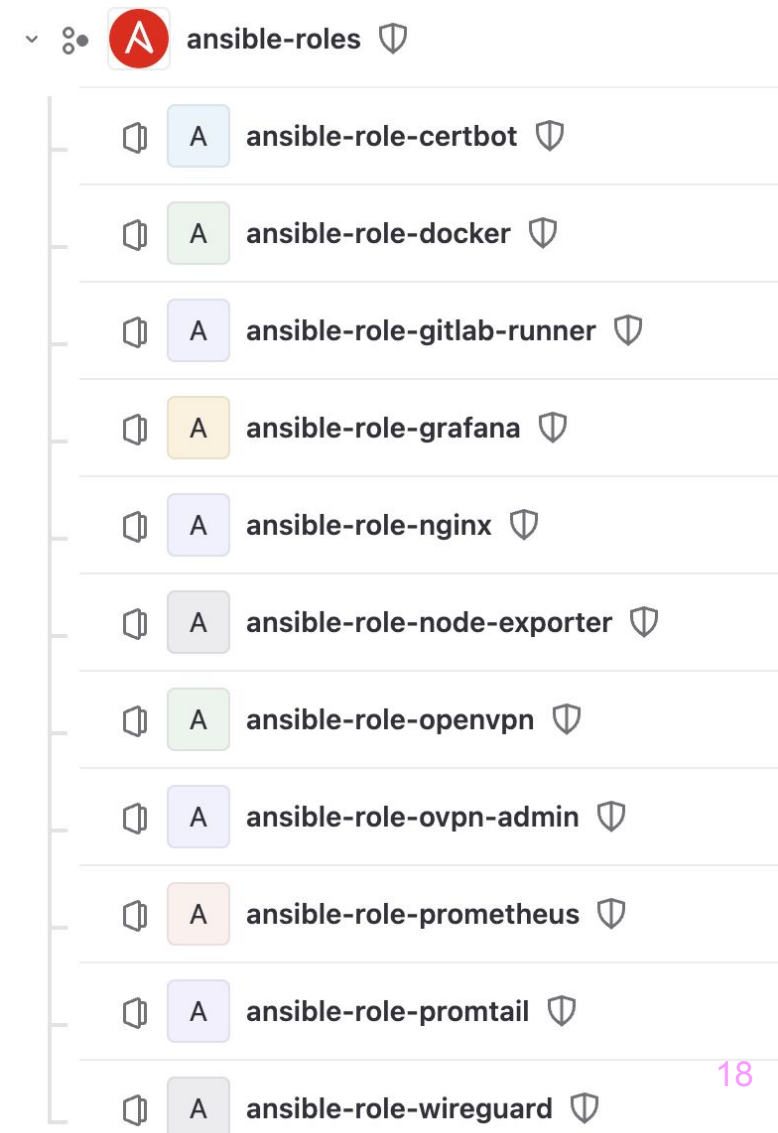 A ansible-roles
A ansible-role-certbot
A ansible-role-docker
A ansible-role-gitlab-runner
A ansible-role-grafana
A ansible-role-nginx
A ansible-role-node-exporter
A ansible-role-openvpn
A ansible-role-ovpn-admin
A ansible-role-prometheus
A ansible-role-promtail
18
A ansible-role-wireguard